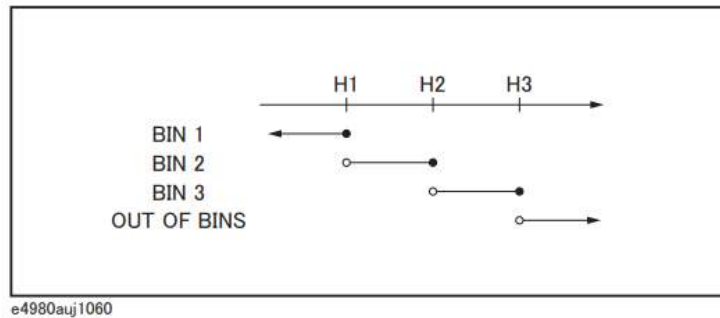 H1 H2 H3
BIN 1
BIN 2
BIN 3
OUT OF BINS
e4980auj1060